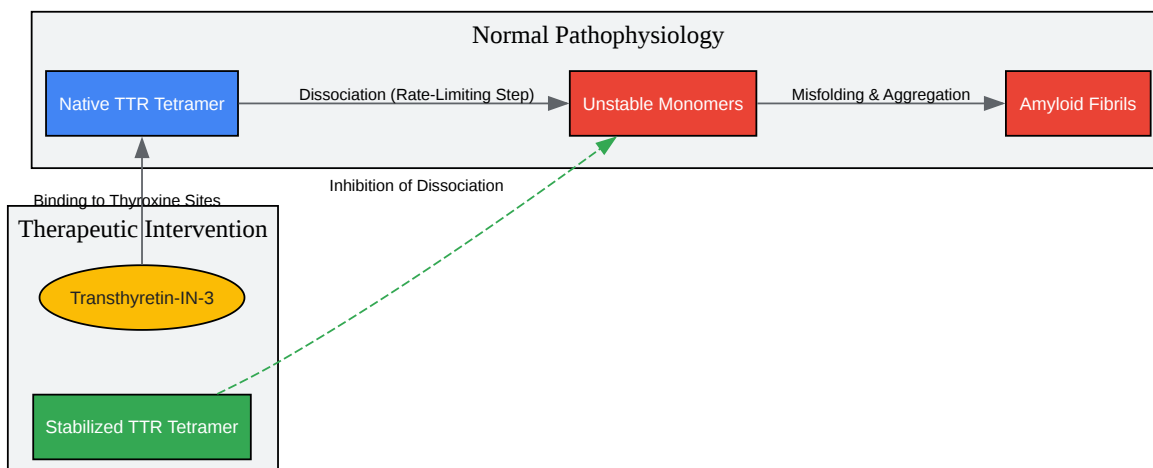 Normal Pathophysiology
Native TTR Tetramer
Dissociation (Rate-Limiting Step)
Unstable Monomers
Misfolding & Aggregation
Amyloid Fibrils
Inhibition of Dissociation
Binding to Thyroxine Sites
Therapeutic Intervention
Transthyretin-IN-3
Stabilized TTR Tetramer